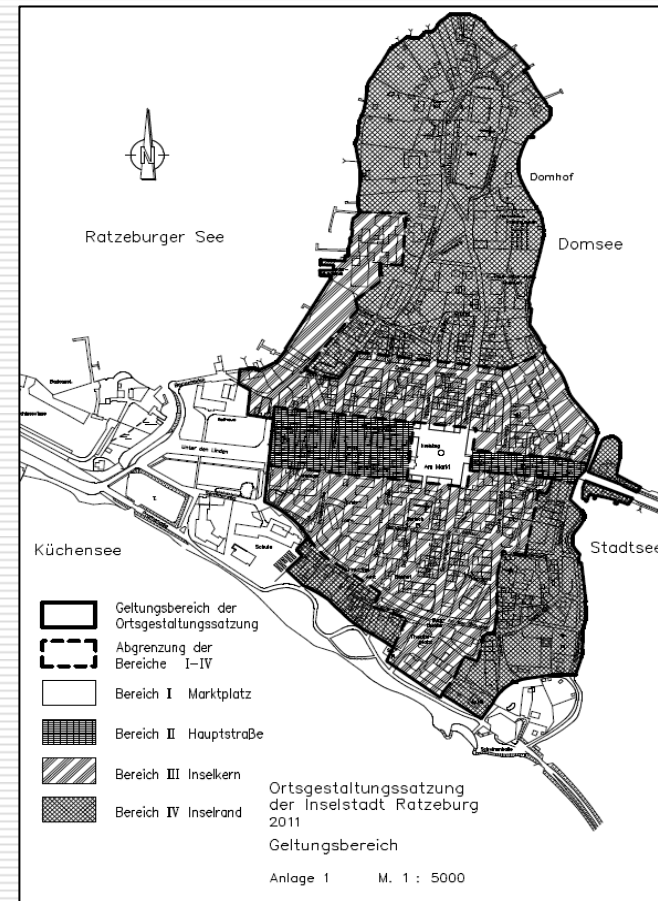 N
Ratzeburger See
Domhof
Domsee
Rathaus
Unter den Linden
Am Markt
Küchensee
Schule
Stadtsee
Geltungsbereich der
Ortsgestaltungssatzung
Abgrenzung der
Bereiche I-IV
Bereich I Marktplatz
Bereich II Hauptstraße
Bereich III Inselkern
Bereich IV Inselrand
Ortsgestaltungssatzung
der Inselstadt Ratzeburg
2011
Geltungsbereich
Anlage 1 M. 1 : 5000